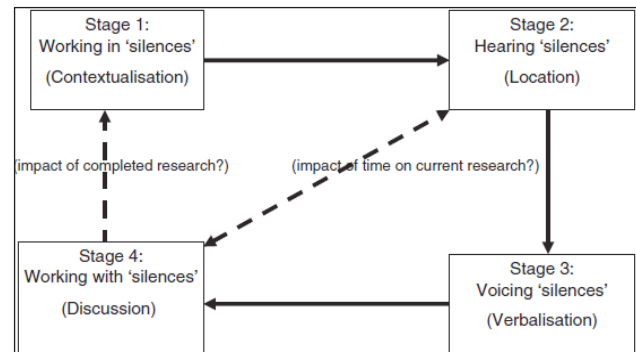 Stage 1:
Working in ‘silences’
(Contextualisation)
Stage 2:
Hearing ‘silences’
(Location)
(impact of completed research?)
(impact of time on current research?)
Stage 4:
Working with ‘silences’
(Discussion)
Stage 3:
Voicing ‘silences’
(Verbalisation)